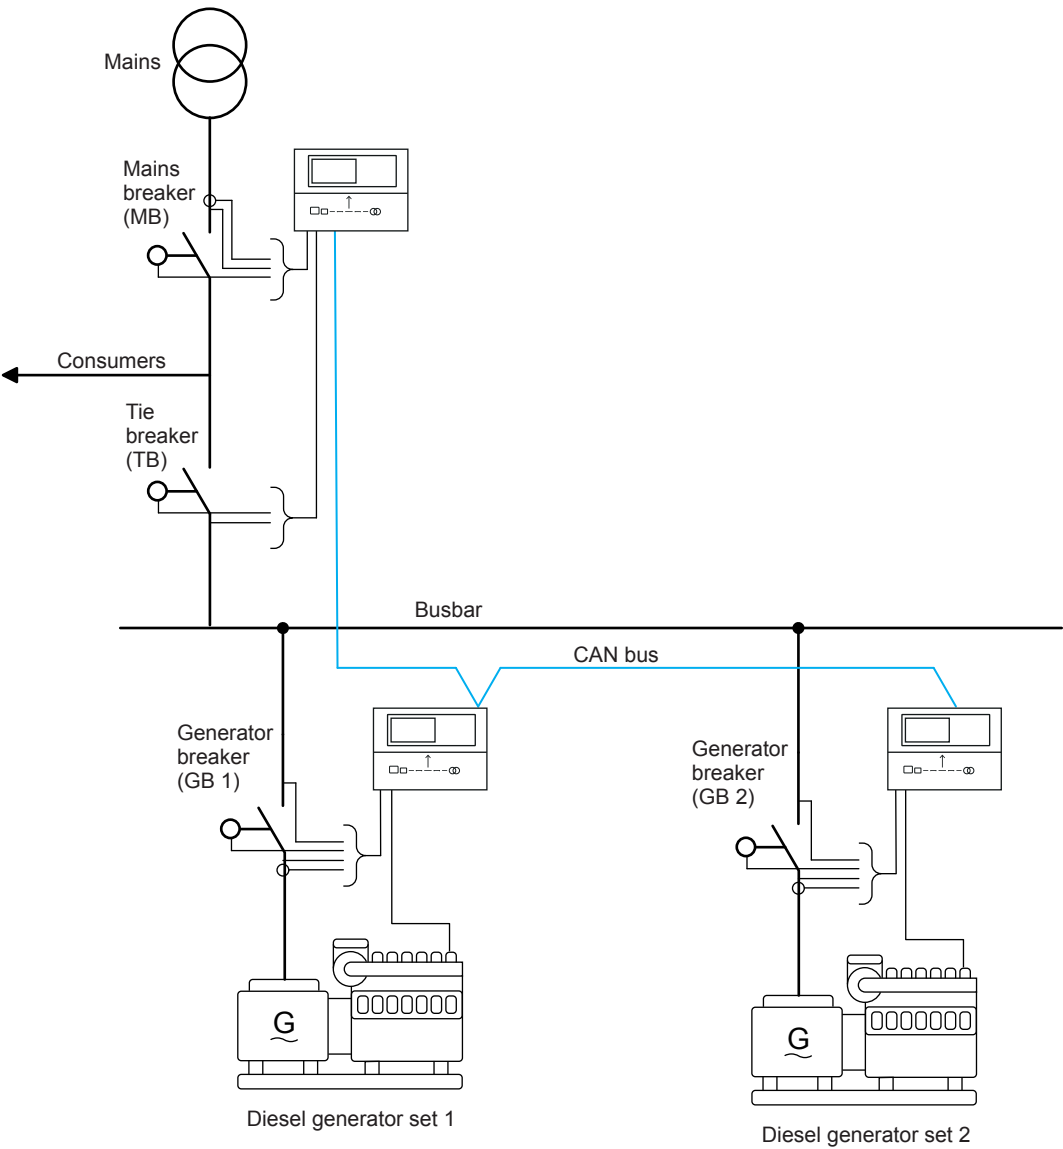 Mains
Mains
breaker
(MB)
Consumers
Tie
breaker
(TB)
Busbar
CAN bus
Generator
breaker
(GB 1)
Generator
breaker
(GB 2)
G
G
Diesel generator set 1
Diesel generator set 2